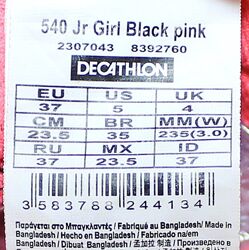 540 Jr Girl Black pink
2307043 8392760
DECATHLON
EU US UK
37 5 4
CM BR MM(W)
23.5 35 235(3.0)
RU MX ID
37 23.5 37
3 583788 244134
Παράγεται στο Μπαγκλαντές / Fabriqué au Bangladesh / Made in
Bangladesh / Hecho en Bangladesh / Fabricado na/em
Bangladesh / Dibuat Bangladesh / 孟加拉 制造 / Prodotto in